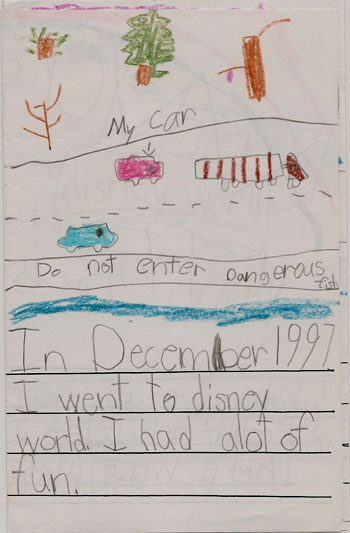 My car
Do not enter Dangerous
fish
In December 1997
I went to disney
world. I had alot of
fun.